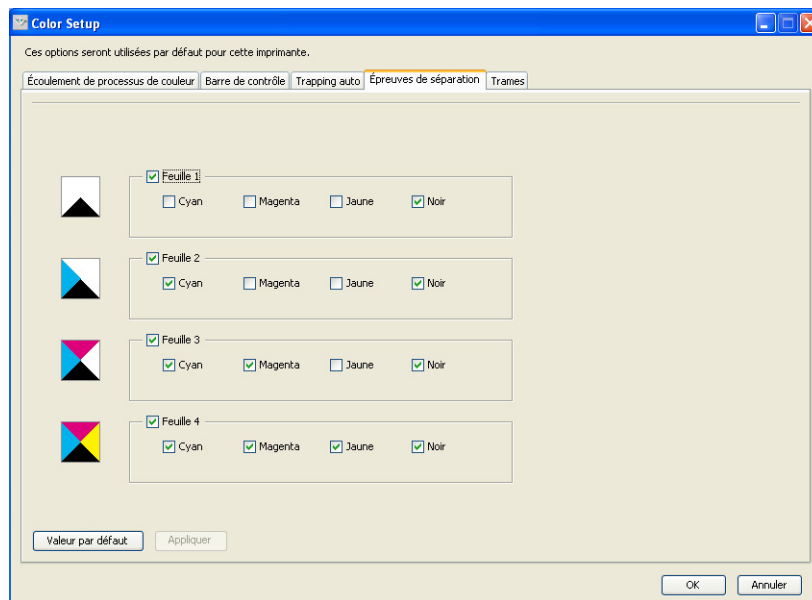 Color Setup
Ces options seront utilisées par défaut pour cette imprimante.
Écoulement de processus de couleur Barre de contrôle Trapping auto Épreuves de séparation Trames
Feuille 1
Cyan Magenta Jaune Noir
Feuille 2
Cyan Magenta Jaune Noir
Feuille 3
Cyan Magenta Jaune Noir
Feuille 4
Cyan Magenta Jaune Noir
Valeur par défaut Appliquer
OK Annuler